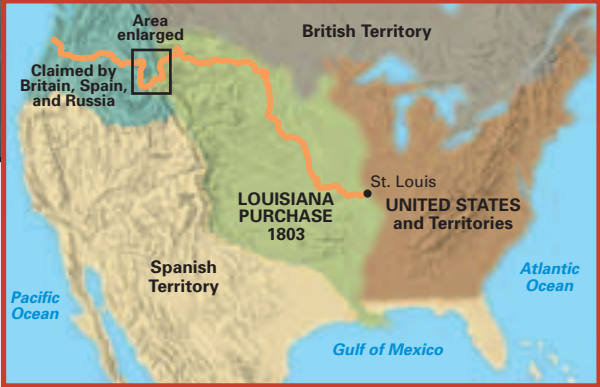 Area
enlarged
British Territory
Claimed by
Britain, Spain,
and Russia
St. Louis
LOUISIANA
PURCHASE
1803
UNITED STATES
and Territories
Spanish
Territory
Pacific
Ocean
Atlantic
Ocean
Gulf of Mexico